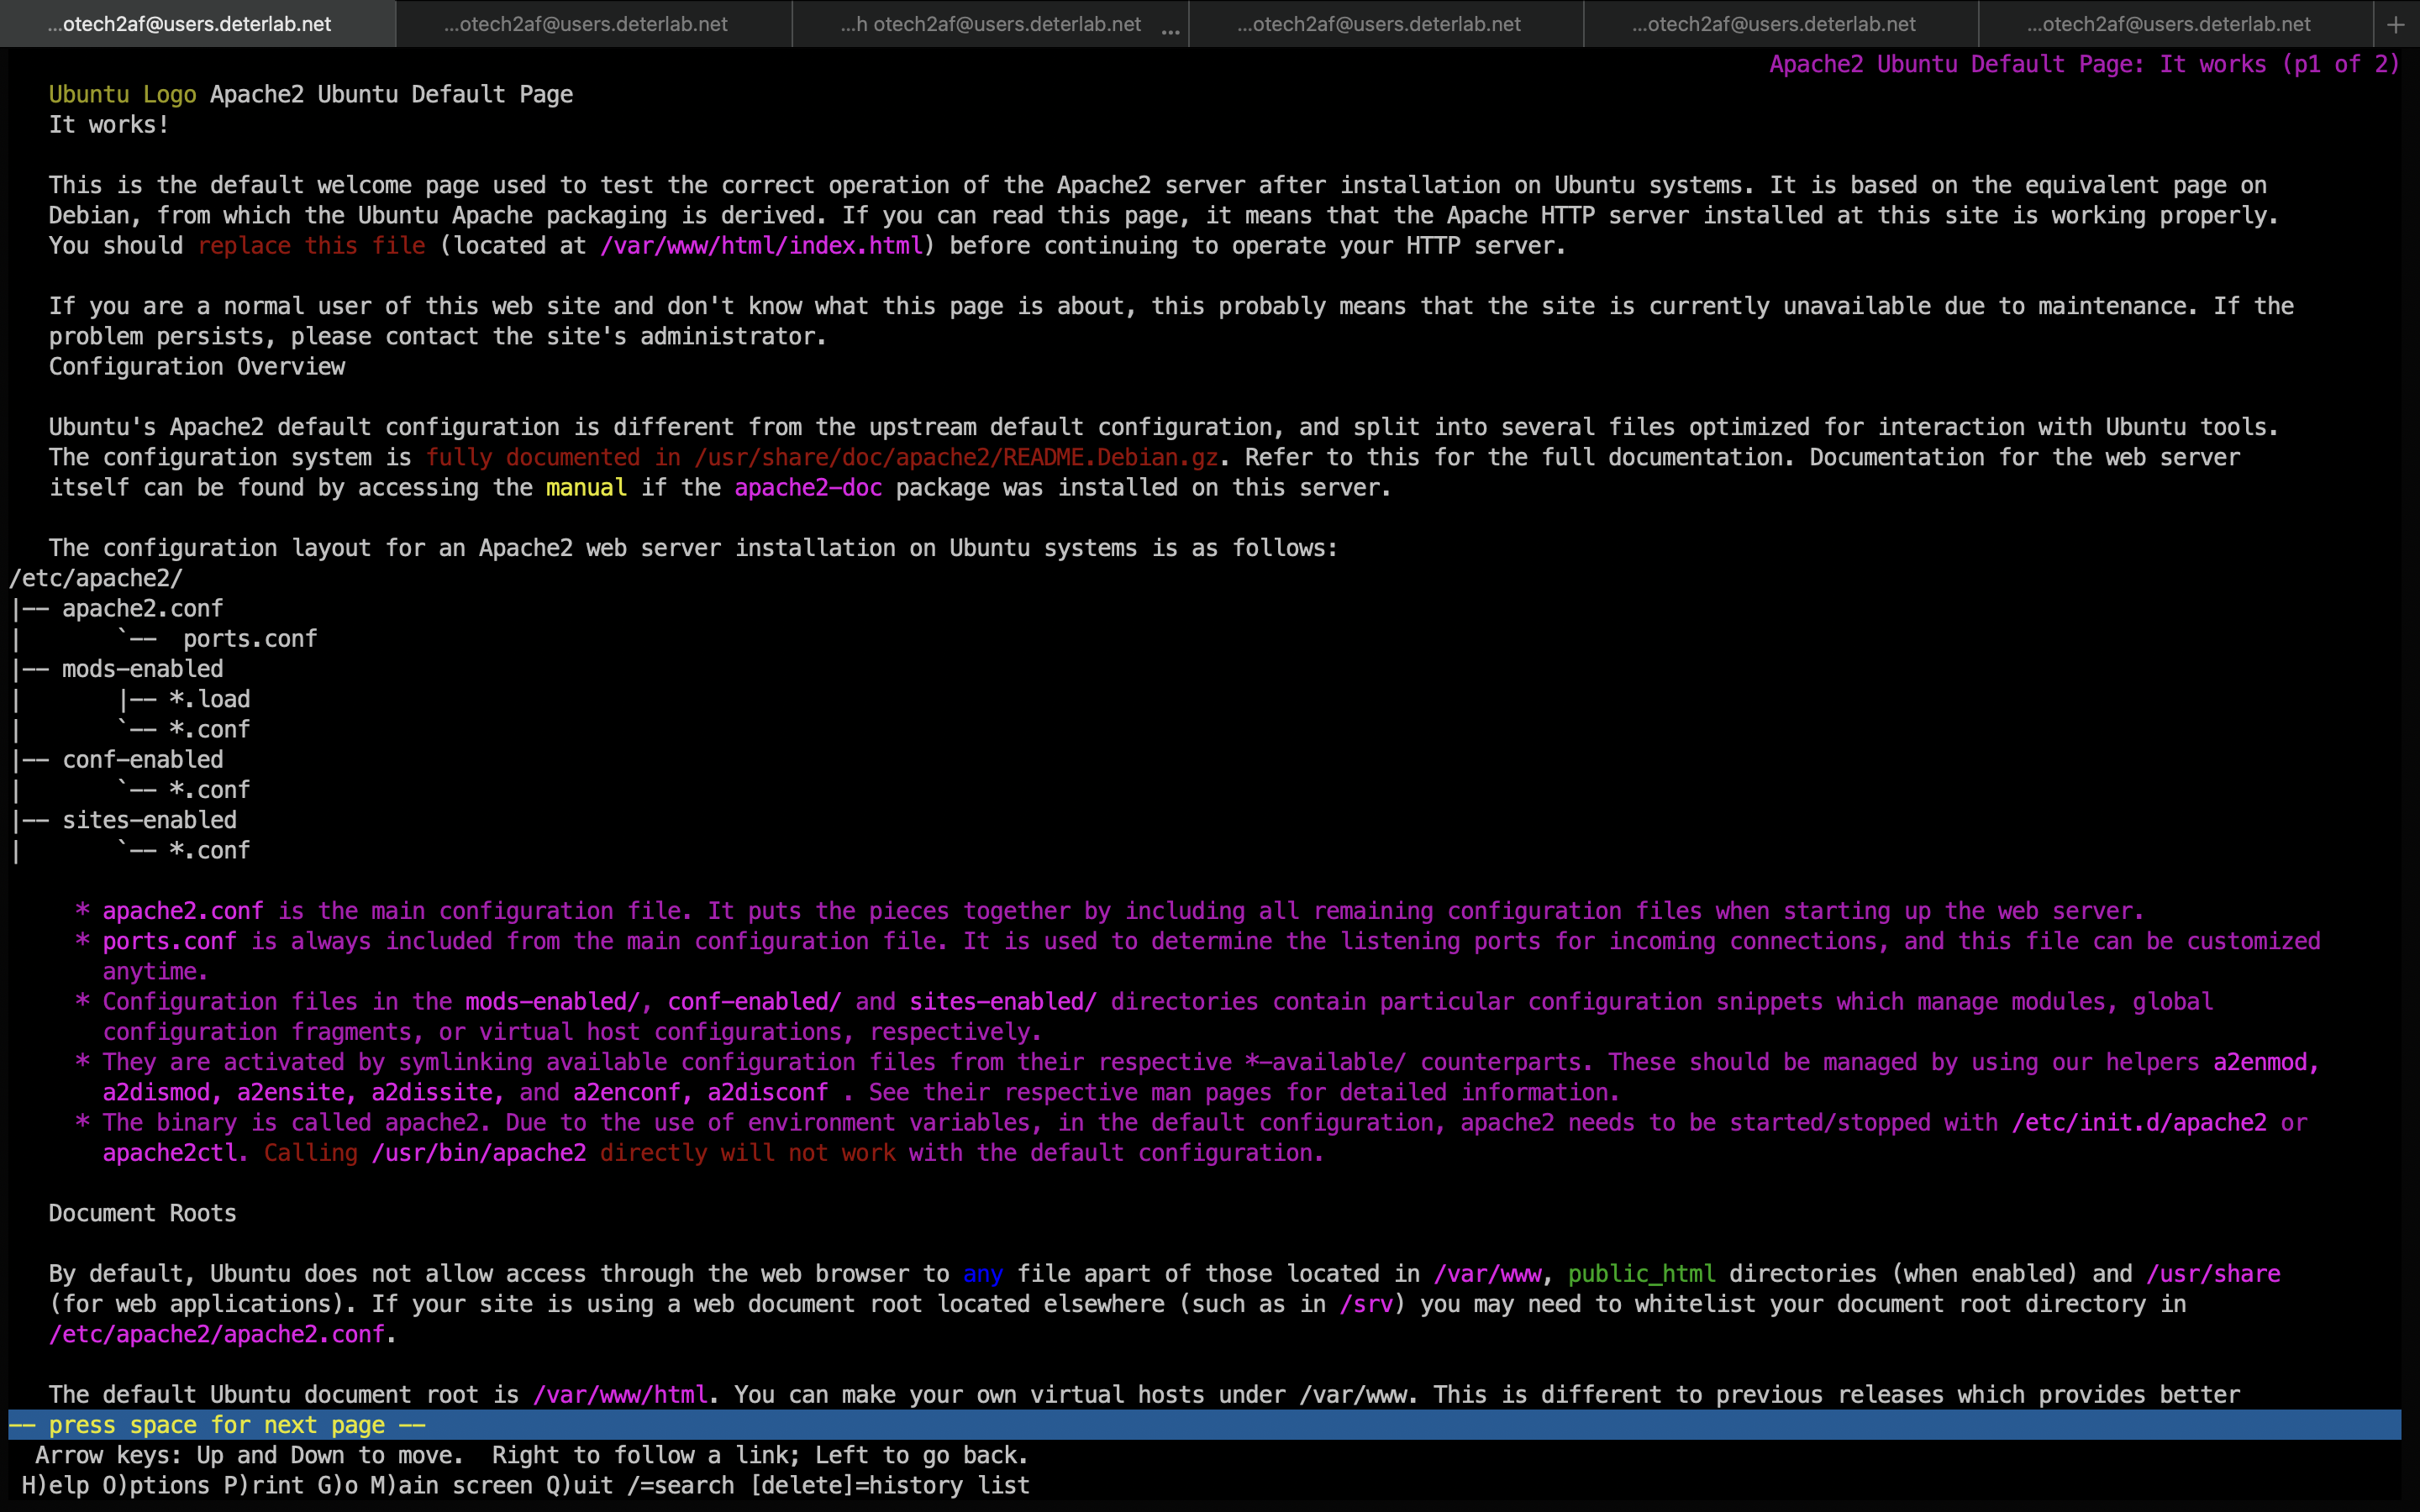 ...otech2af@users.deterlab.net ...otech2af@users.deterlab.net ...h otech2af@users.deterlab.net ... ...otech2af@users.deterlab.net ...otech2af@users.deterlab.net ...otech2af@users.deterlab.net +
Apache2 Ubuntu Default Page: It works (p1 of 2)
Ubuntu Logo Apache2 Ubuntu Default Page
It works!
This is the default welcome page used to test the correct operation of the Apache2 server after installation on Ubuntu systems. It is based on the equivalent page on
Debian, from which the Ubuntu Apache packaging is derived. If you can read this page, it means that the Apache HTTP server installed at this site is working properly.
You should replace this file (located at /var/www/html/index.html) before continuing to operate your HTTP server.
If you are a normal user of this web site and don't know what this page is about, this probably means that the site is currently unavailable due to maintenance. If the
problem persists, please contact the site's administrator.
Configuration Overview
Ubuntu's Apache2 default configuration is different from the upstream default configuration, and split into several files optimized for interaction with Ubuntu tools.
The configuration system is fully documented in /usr/share/doc/apache2/README.Debian.gz. Refer to this for the full documentation. Documentation for the web server
itself can be found by accessing the manual if the apache2-doc package was installed on this server.
The configuration layout for an Apache2 web server installation on Ubuntu systems is as follows:
/etc/apache2/
|-- apache2.conf
|       `--  ports.conf
|-- mods-enabled
|       |-- *.load
|       `-- *.conf
|-- conf-enabled
|       `-- *.conf
|-- sites-enabled
|       `-- *.conf
* apache2.conf is the main configuration file. It puts the pieces together by including all remaining configuration files when starting up the web server.
* ports.conf is always included from the main configuration file. It is used to determine the listening ports for incoming connections, and this file can be customized
anytime.
* Configuration files in the mods-enabled/, conf-enabled/ and sites-enabled/ directories contain particular configuration snippets which manage modules, global
configuration fragments, or virtual host configurations, respectively.
* They are activated by symlinking available configuration files from their respective *-available/ counterparts. These should be managed by using our helpers a2enmod,
a2dismod, a2ensite, a2dissite, and a2enconf, a2disconf . See their respective man pages for detailed information.
* The binary is called apache2. Due to the use of environment variables, in the default configuration, apache2 needs to be started/stopped with /etc/init.d/apache2 or
apache2ctl. Calling /usr/bin/apache2 directly will not work with the default configuration.
Document Roots
By default, Ubuntu does not allow access through the web browser to any file apart of those located in /var/www, public_html directories (when enabled) and /usr/share
(for web applications). If your site is using a web document root located elsewhere (such as in /srv) you may need to whitelist your document root directory in
/etc/apache2/apache2.conf.
The default Ubuntu document root is /var/www/html. You can make your own virtual hosts under /var/www. This is different to previous releases which provides better
-- press space for next page --
Arrow keys: Up and Down to move.  Right to follow a link; Left to go back.
H)elp O)ptions P)rint G)o M)ain screen Q)uit /=search [delete]=history list